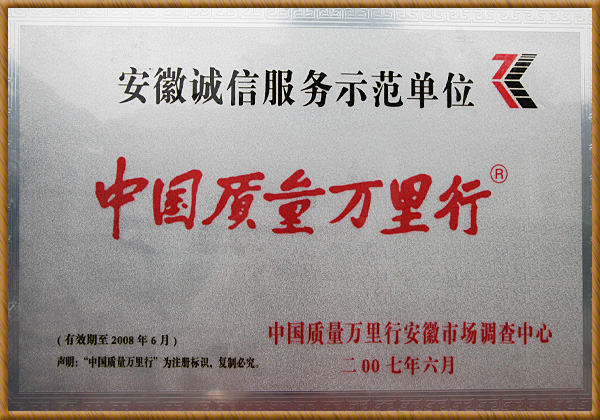 安徽诚信服务示范单位
中国质量万里行®
(有效期至2008年6月)
声明:“中国质量万里行”为注册标识,复制必究。
中国质量万里行安徽市场调查中心
二00七年六月